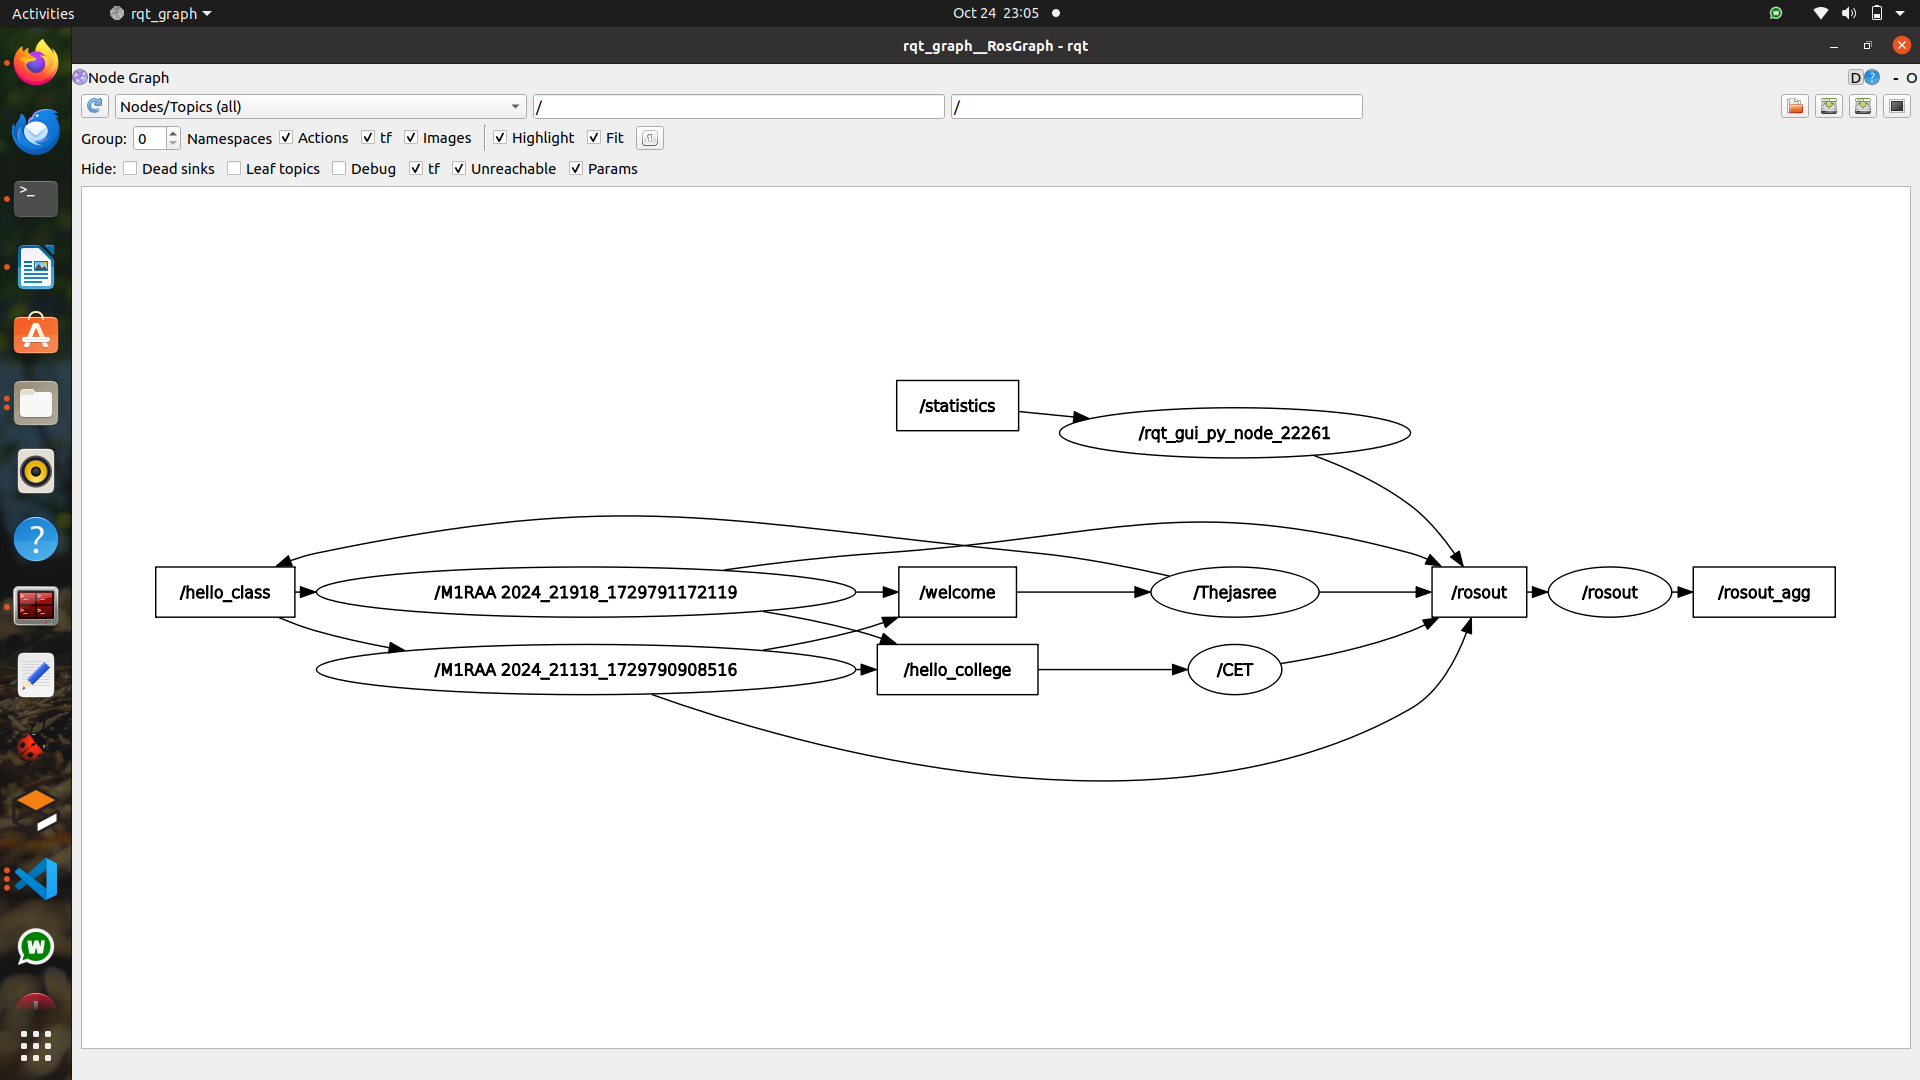 Activities rqt_graph Oct 24 23:05
rqt_graph__RosGraph - rqt
Node Graph D ? - O
Nodes/Topics (all) / /
Group: 0 Namespaces Actions tf Images Highlight Fit
Hide: Dead sinks Leaf topics Debug tf Unreachable Params
/statistics
/rqt_gui_py_node_22261
/hello_class /M1RAA 2024_21918_1729791172119 /welcome /Thejasree /rosout /rosout /rosout_agg
/M1RAA 2024_21131_1729790908516 /hello_college /CET